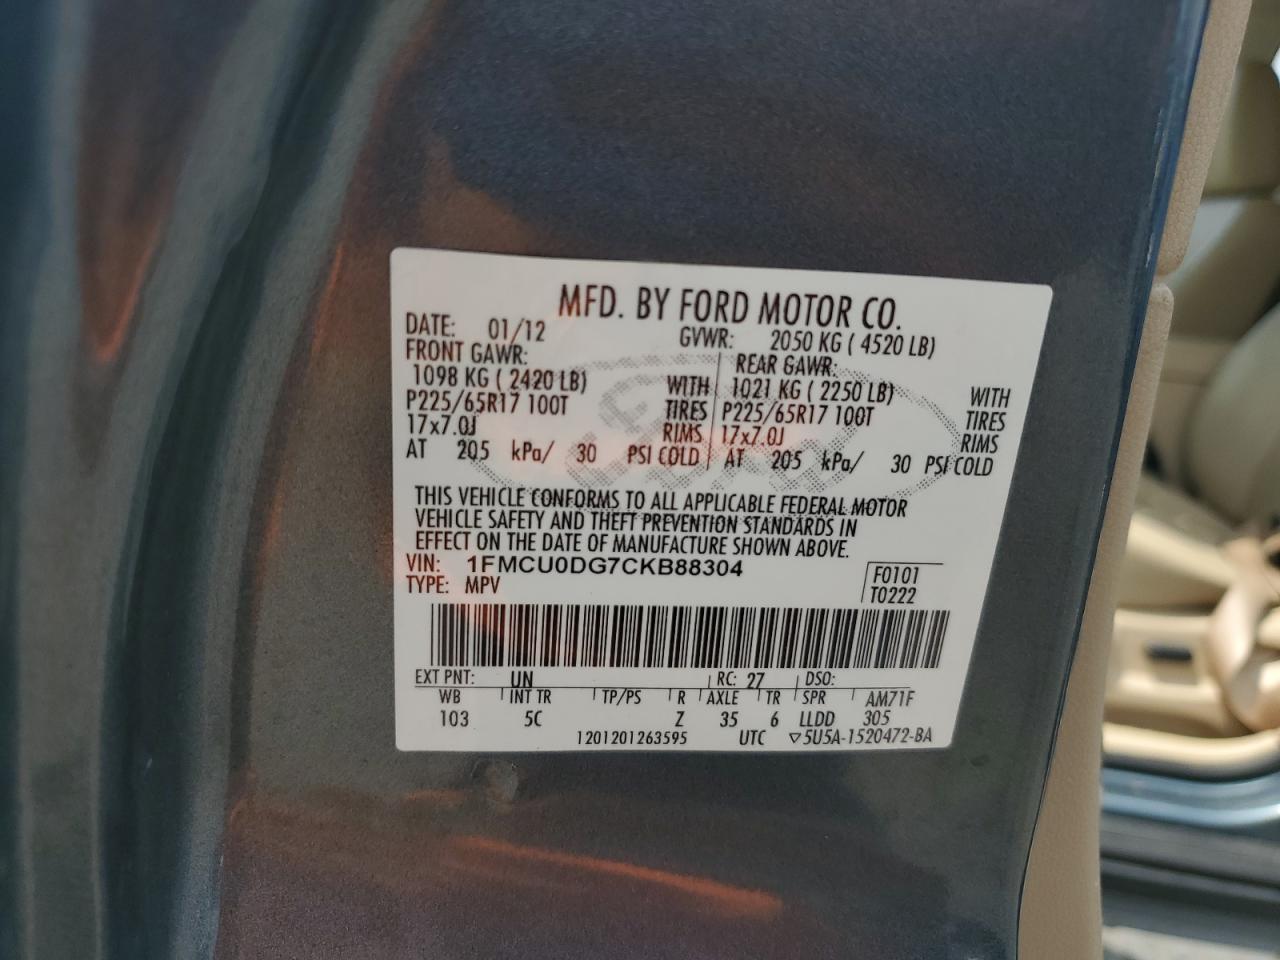 MFD. BY FORD MOTOR CO.
DATE: 01/12 GVWR: 2050 KG ( 4520 LB)
FRONT GAWR: REAR GAWR:
1098 KG ( 2420 LB) WITH 1021 KG ( 2250 LB) WITH
P225/65R17 100T TIRES P225/65R17 100T TIRES
17x7.0J RIMS 17x7.0J RIMS
AT 205 kPa/ 30 PSI COLD AT 205 kPa/ 30 PSI COLD
Ford
THIS VEHICLE CONFORMS TO ALL APPLICABLE FEDERAL MOTOR
VEHICLE SAFETY AND THEFT PREVENTION STANDARDS IN
EFFECT ON THE DATE OF MANUFACTURE SHOWN ABOVE.
VIN: 1FMCU0DG7CKB88304 F0101
TYPE: MPV T0222
EXT PNT: UN RC: 27 DSO:
WB INT TR TP/PS R AXLE TR SPR AM71F
103 5C Z 35 6 LLDD 305
1201201263595 UTC ▽5U5A-1520472-BA